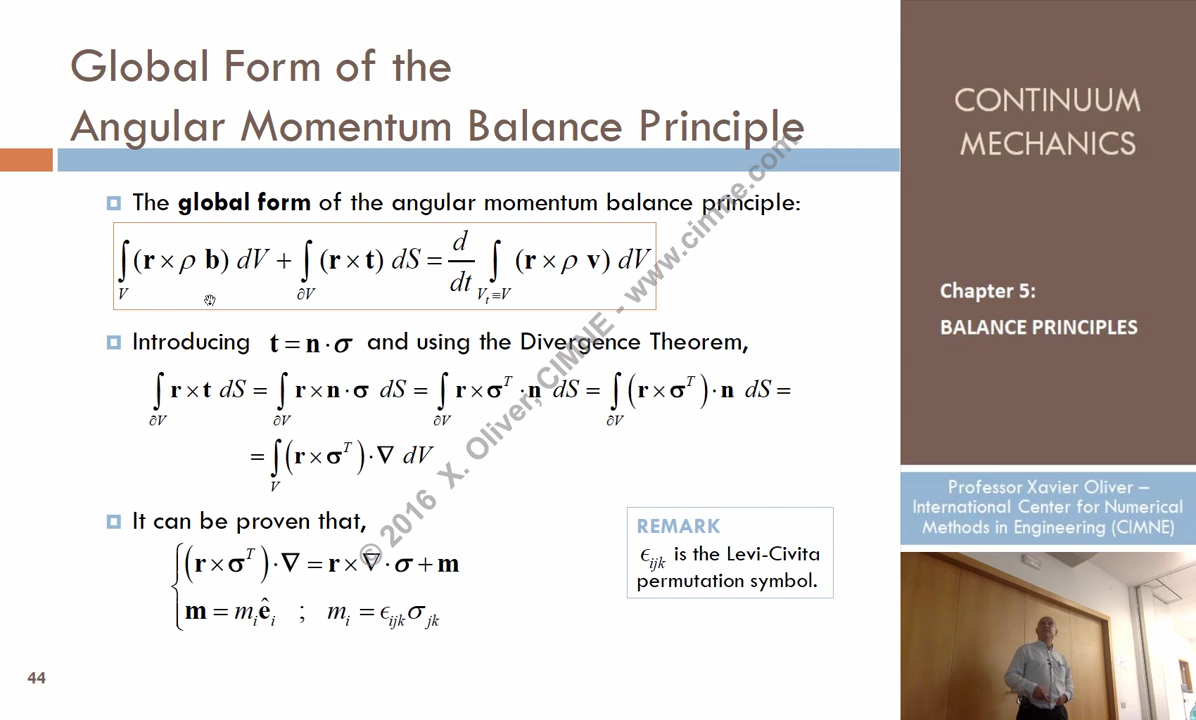 Global Form of the
Angular Momentum Balance Principle
The global form of the angular momentum balance principle:
∫_V (r × ρ b) dV + ∫_∂V (r × t) dS = d/dt ∫_{V_t≡V} (r × ρ v) dV
Introducing t = n · σ and using the Divergence Theorem,
∫_∂V r × t dS = ∫_∂V r × n · σ dS = ∫_∂V r × σ^T · n dS = ∫_∂V (r × σ^T) · n dS =
= ∫_V (r × σ^T) · ∇ dV
It can be proven that,
{ (r × σ^T) · ∇ = r × ∇ · σ + m
m = m_i ê_i ; m_i = ϵ_ijk σ_jk
REMARK
ϵ_ijk is the Levi-Civita
permutation symbol.
44
© 2016 X. Oliver, CIMNE - www.cimne.com
CONTINUUM
MECHANICS
Chapter 5:
BALANCE PRINCIPLES
Professor Xavier Oliver –
International Center for Numerical
Methods in Engineering (CIMNE)